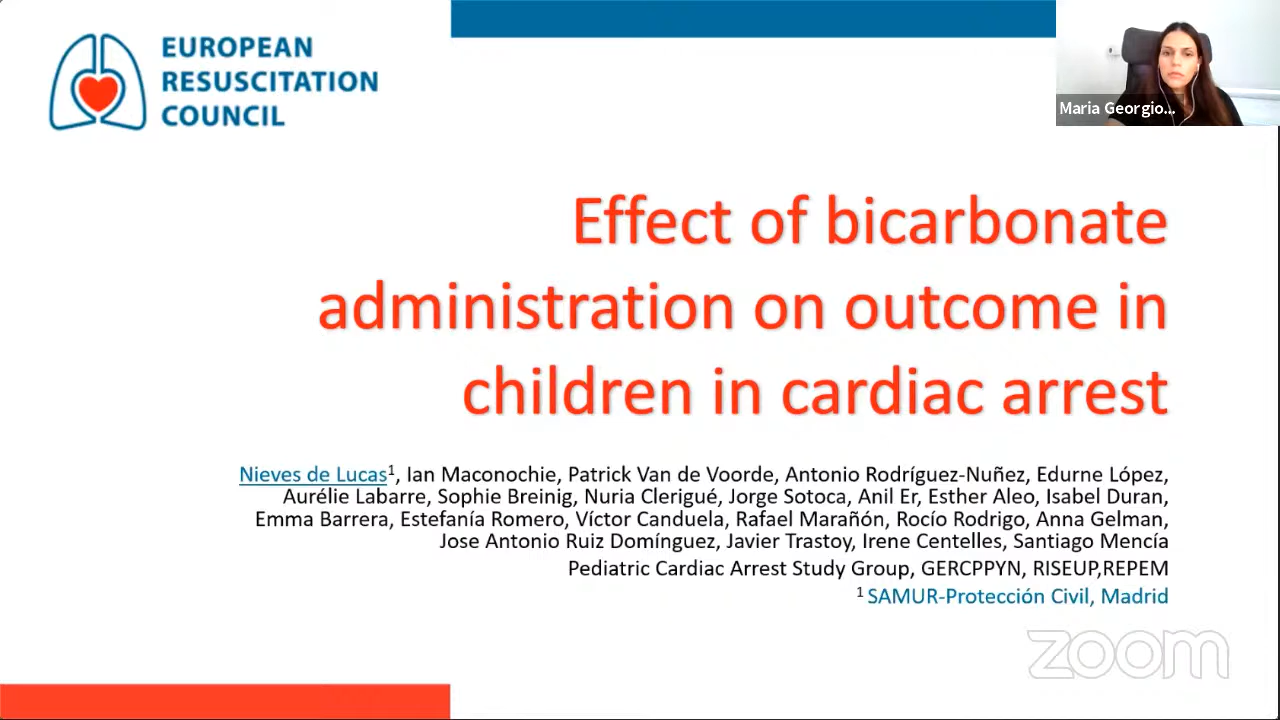 EUROPEAN
RESUSCITATION
COUNCIL
Maria Georgio...
Effect of bicarbonate
administration on outcome in
children in cardiac arrest
Nieves de Lucas¹, Ian Maconochie, Patrick Van de Voorde, Antonio Rodríguez-Nuñez, Edurne López,
Aurélie Labarre, Sophie Breinig, Nuria Clerigué, Jorge Sotoca, Anil Er, Esther Aleo, Isabel Duran,
Emma Barrera, Estefanía Romero, Víctor Canduela, Rafael Marañón, Rocío Rodrigo, Anna Gelman,
Jose Antonio Ruiz Domínguez, Javier Trastoy, Irene Centelles, Santiago Mencía
Pediatric Cardiac Arrest Study Group, GERCPPYN, RISEUP,REPEM
¹ SAMUR-Protección Civil, Madrid
zoom